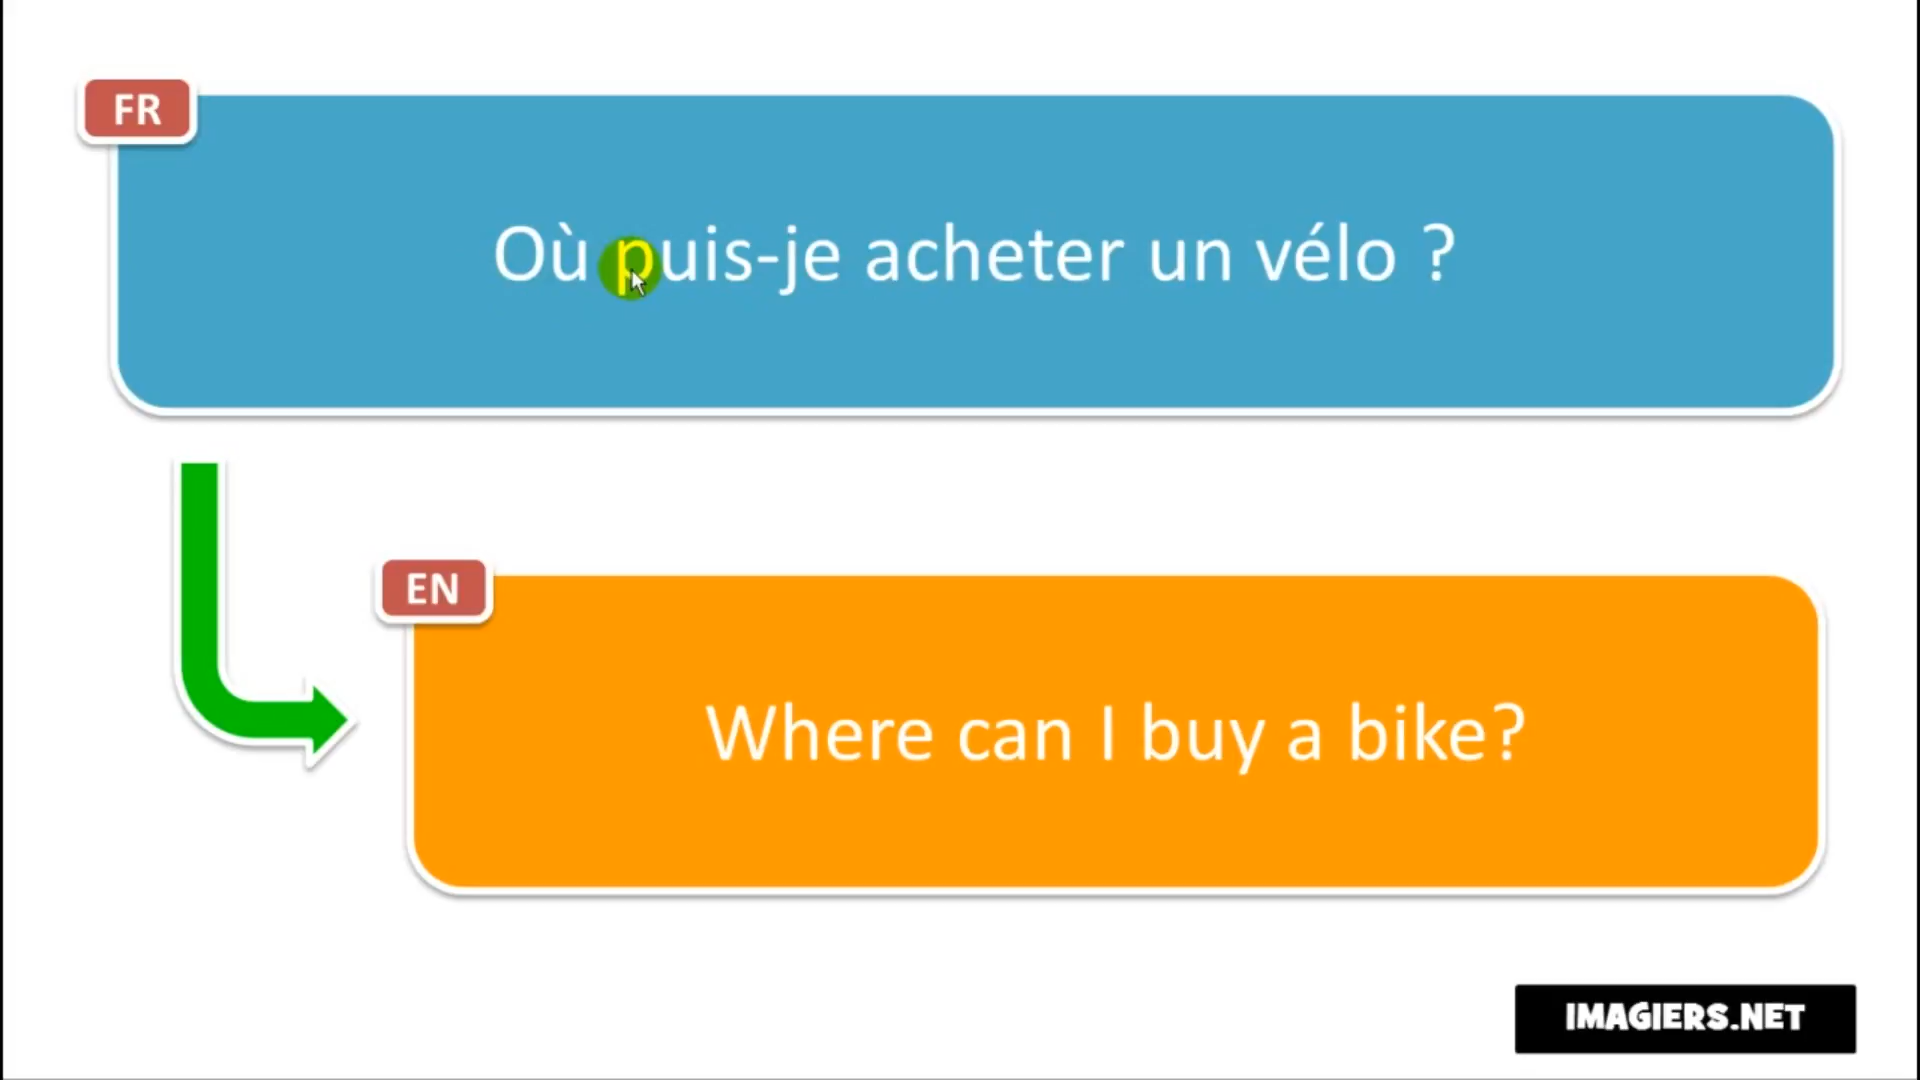 FR
Où puis-je acheter un vélo ?
EN
Where can I buy a bike?
IMAGIERS.NET